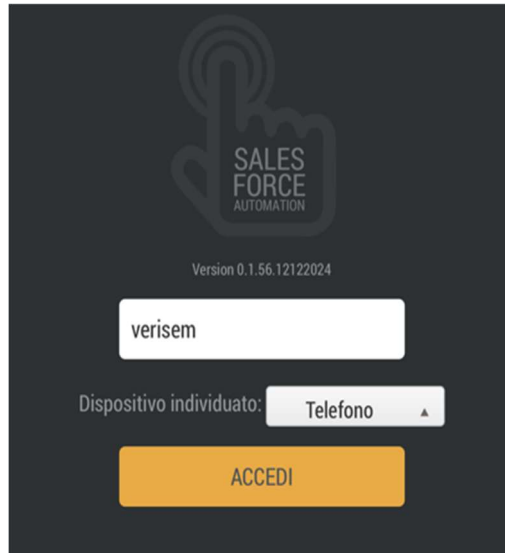 SALES
FORCE
AUTOMATION
Version 0.1.56.12122024
verisem
Dispositivo individuato: Telefono ▲
ACCEDI